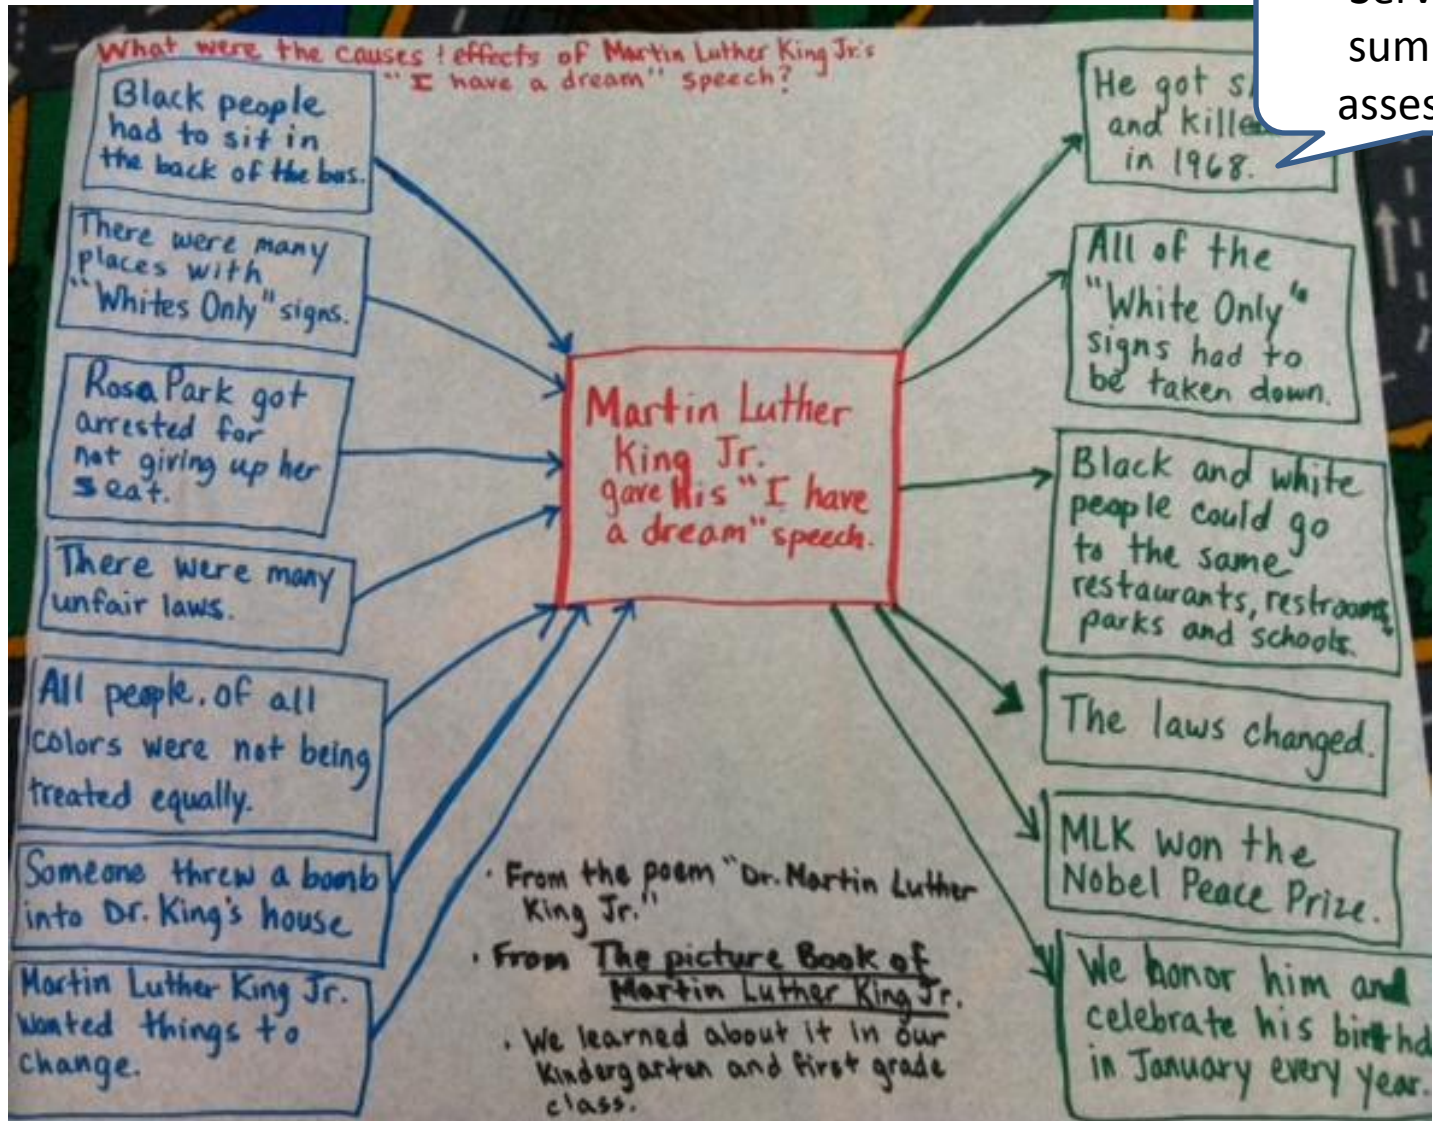 What were the causes & effects of Martin Luther King Jr.'s
"I have a dream" speech?
Black people
had to sit in
the back of the bus.
There were many
places with
"Whites Only" signs.
Rosa Park got
arrested for
not giving up her
seat.
There were many
unfair laws.
All people. of all
colors were not being
treated equally.
Someone threw a bomb
into Dr. King's house
Martin Luther King Jr.
wanted things to
change.
Martin Luther
King Jr.
gave his "I have
a dream" speech.
• From the poem "Dr. Martin Luther
King Jr."
• From The picture Book of
Martin Luther King Jr.
• We learned about it in our
Kindergarten and first grade
class.
He got
and killed
in 1968.
All of the
"White Only"
signs had to
be taken down.
Black and white
people could go
to the same
restaurants, restrooms,
parks and schools.
The laws changed.
MLK won the
Nobel Peace Prize.
We honor him and
celebrate his birthd
in January every year.
sum
asses